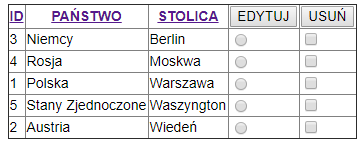 ID PAŃSTWO STOLICA EDYTUJ USUŃ
3 Niemcy Berlin
4 Rosja Moskwa
1 Polska Warszawa
5 Stany Zjednoczone Waszyngton
2 Austria Wiedeń